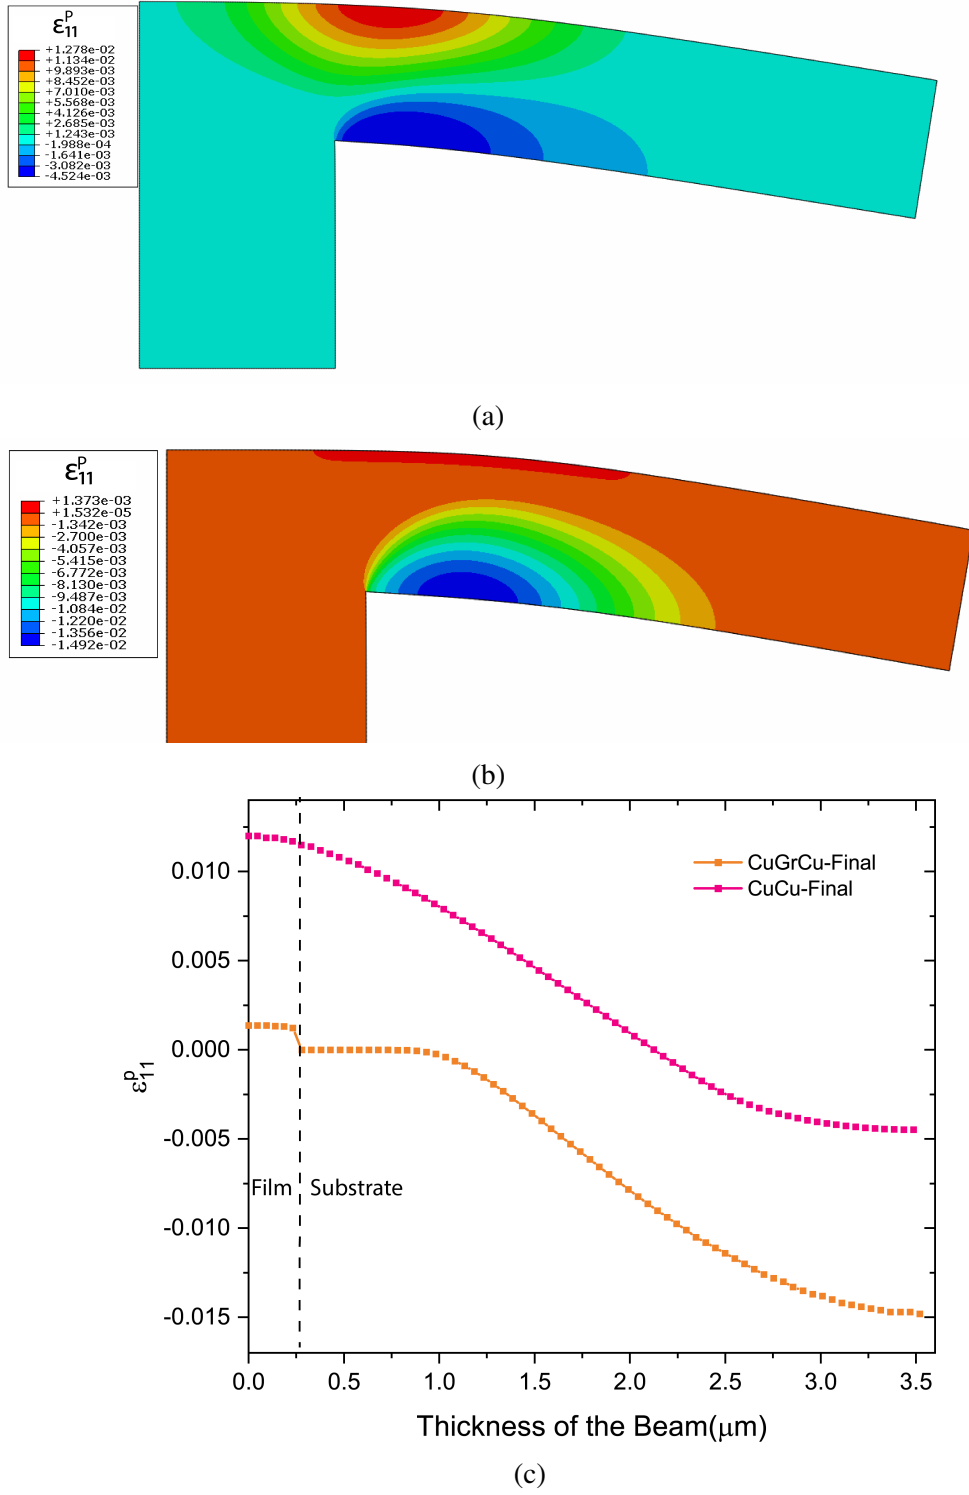 ε₁₁ᴾ
+1.278e-02
+1.134e-02
+9.893e-03
+8.452e-03
+7.010e-03
+5.568e-03
+4.126e-03
+2.685e-03
+1.243e-03
-1.988e-04
-1.641e-03
-3.082e-03
-4.524e-03
(a)
ε₁₁ᴾ
+1.373e-03
+1.532e-05
-1.342e-03
-2.700e-03
-4.057e-03
-5.415e-03
-6.772e-03
-8.130e-03
-9.487e-03
-1.084e-02
-1.220e-02
-1.356e-02
-1.492e-02
(b)
CuGrCu-Final
CuCu-Final
0.010
0.005
0.000
-0.005
-0.010
-0.015
ε₁₁ᵖ
Film
Substrate
0.0 0.5 1.0 1.5 2.0 2.5 3.0 3.5
Thickness of the Beam(μm)
(c)